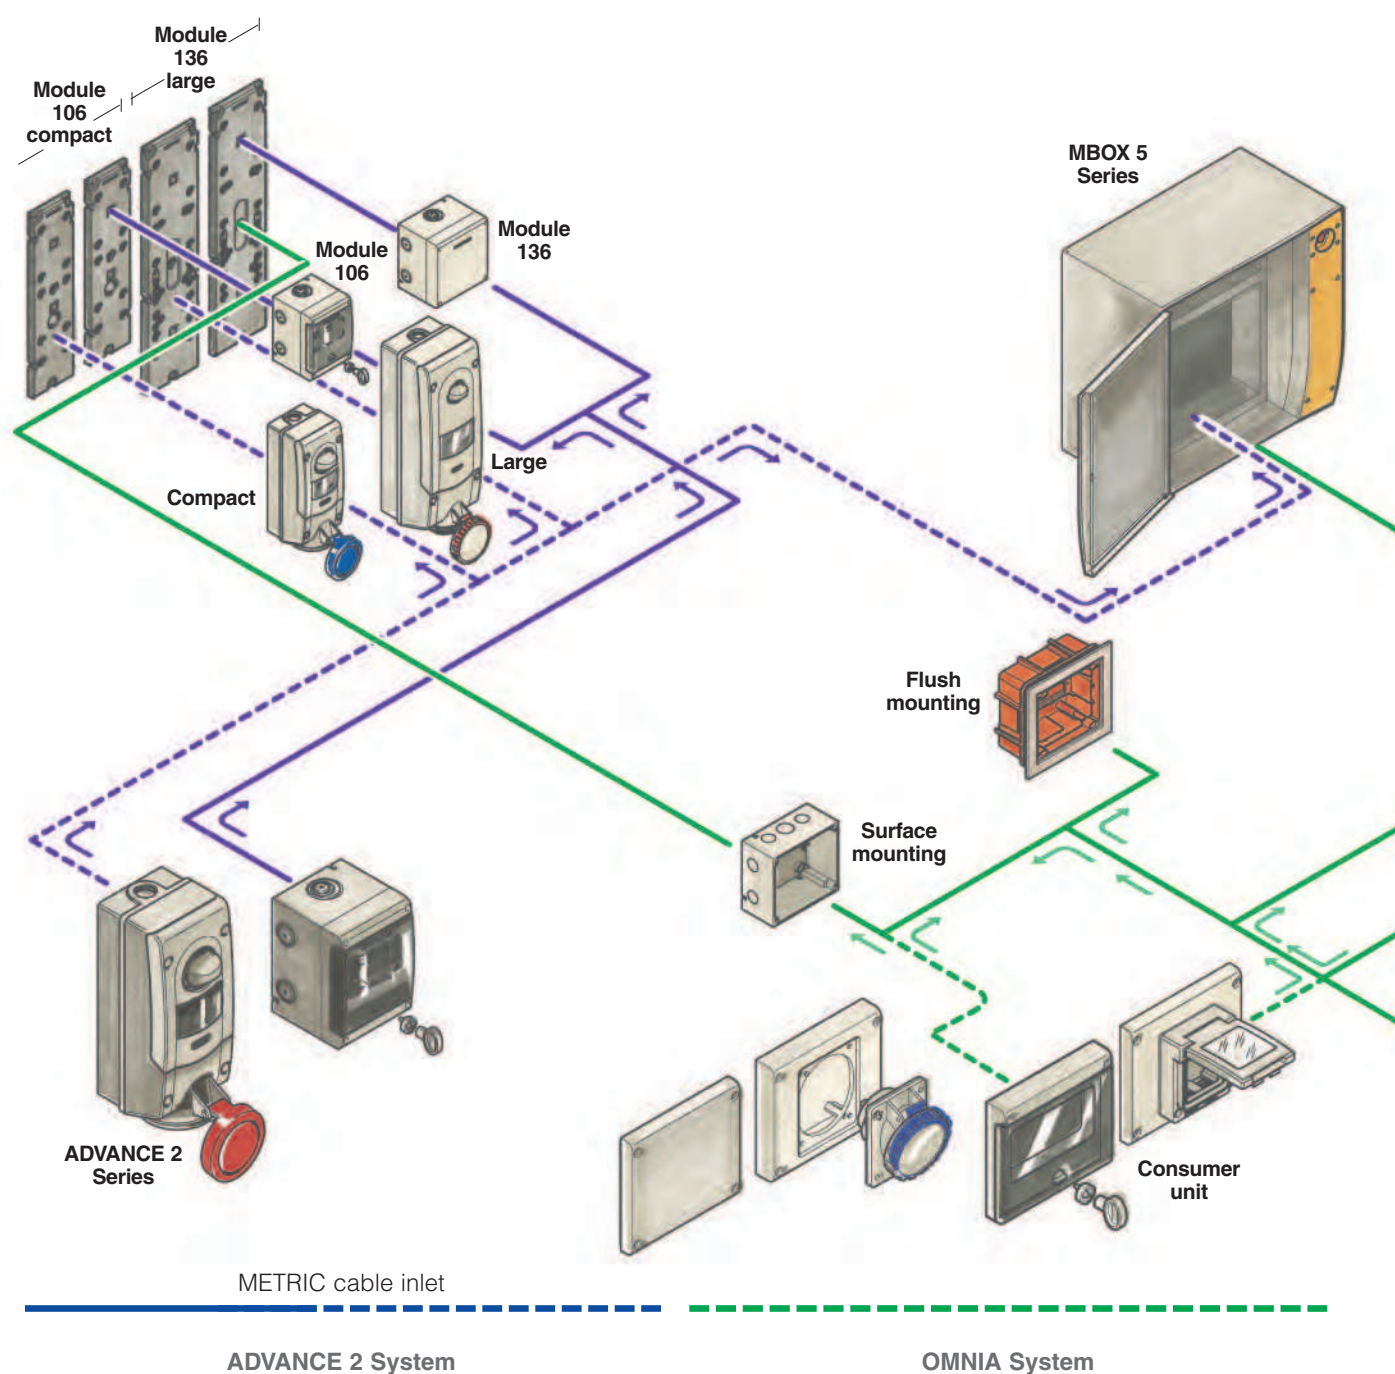 Module
136
large
Module
106
compact
MBOX 5
Series
Module
136
Module
106
Large
Compact
Flush
mounting
Surface
mounting
ADVANCE 2
Series
Consumer
unit
METRIC cable inlet
ADVANCE 2 System
OMNIA System